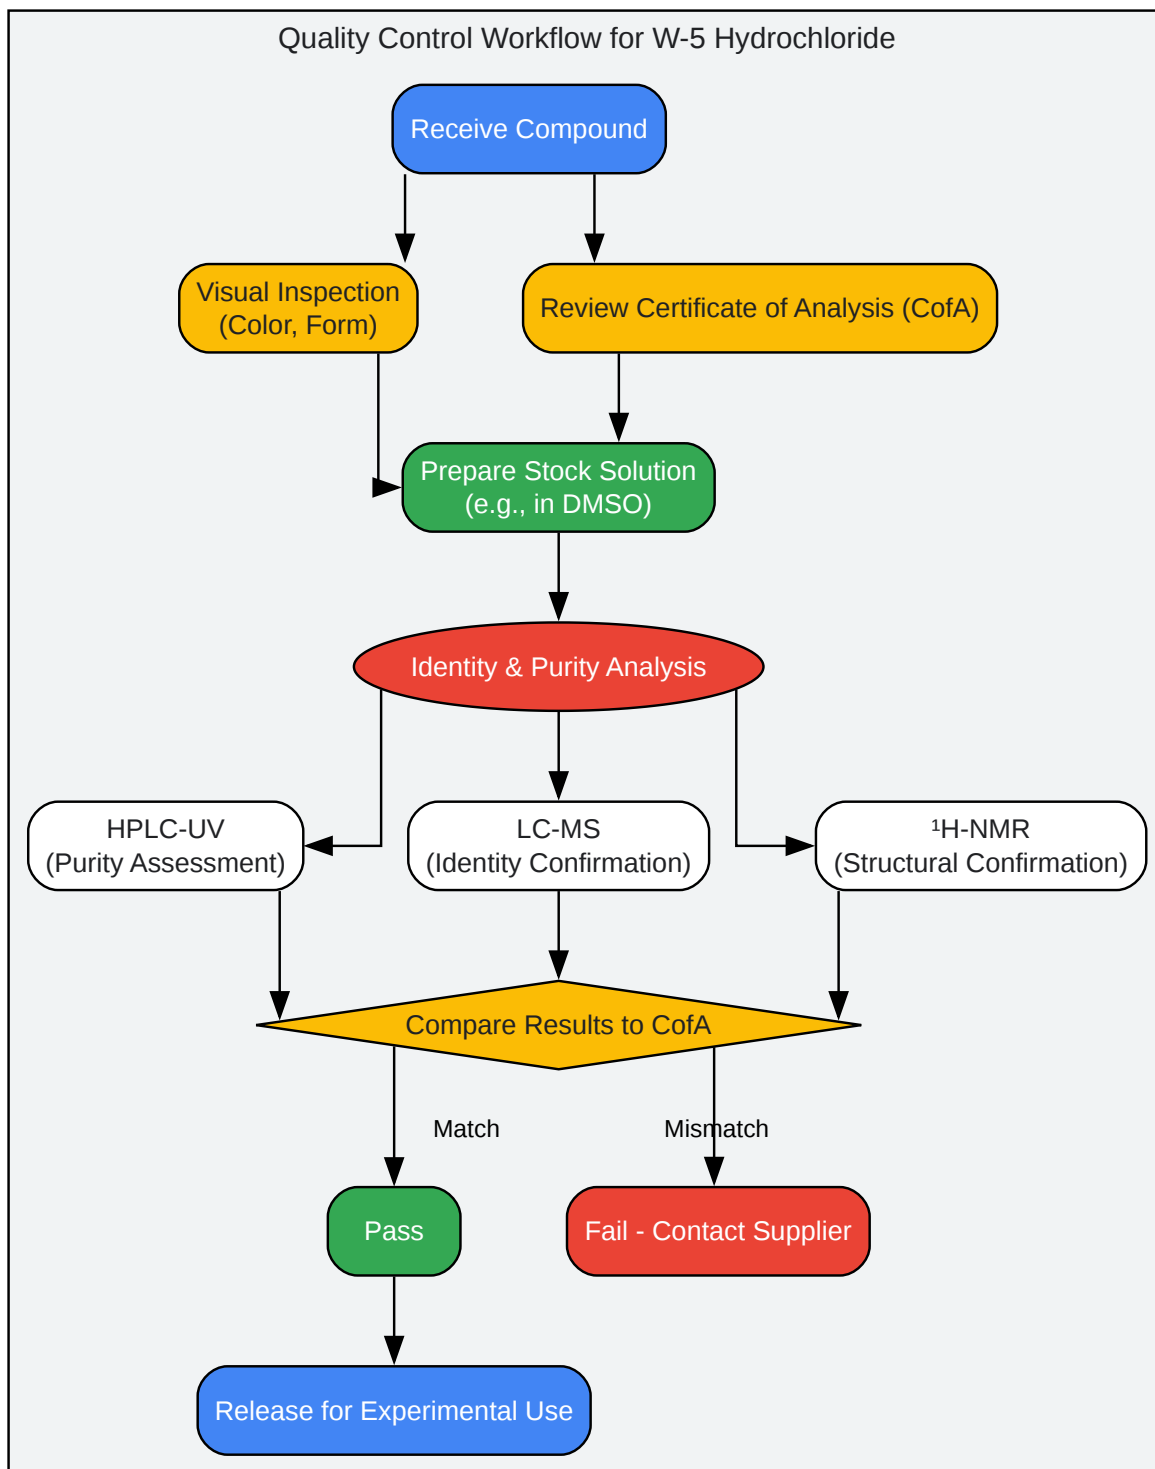 Quality Control Workflow for W-5 Hydrochloride
Receive Compound
Visual Inspection
(Color, Form)
Review Certificate of Analysis (CofA)
Prepare Stock Solution
(e.g., in DMSO)
Identity & Purity Analysis
HPLC-UV
(Purity Assessment)
LC-MS
(Identity Confirmation)
¹H-NMR
(Structural Confirmation)
Compare Results to CofA
Match
Mismatch
Pass
Fail - Contact Supplier
Release for Experimental Use